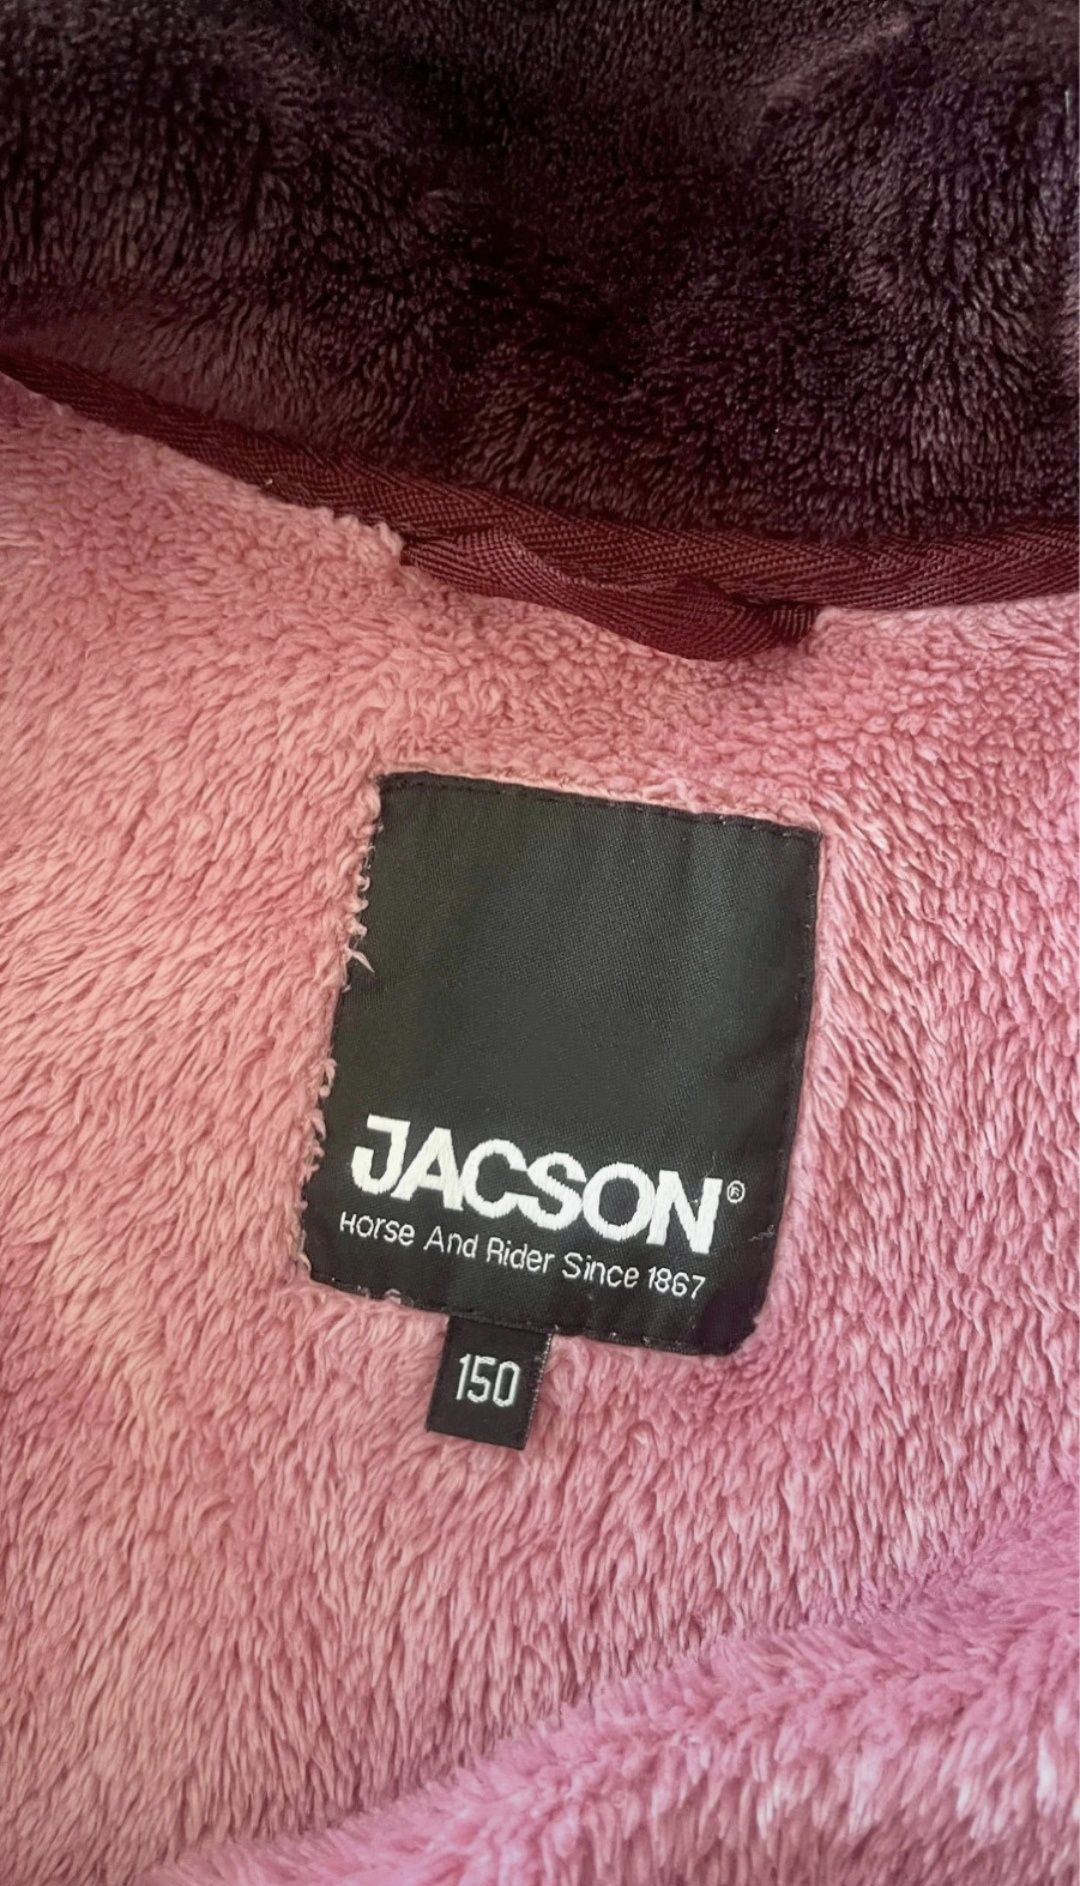 JACSON®
Horse And Rider Since 1867
150